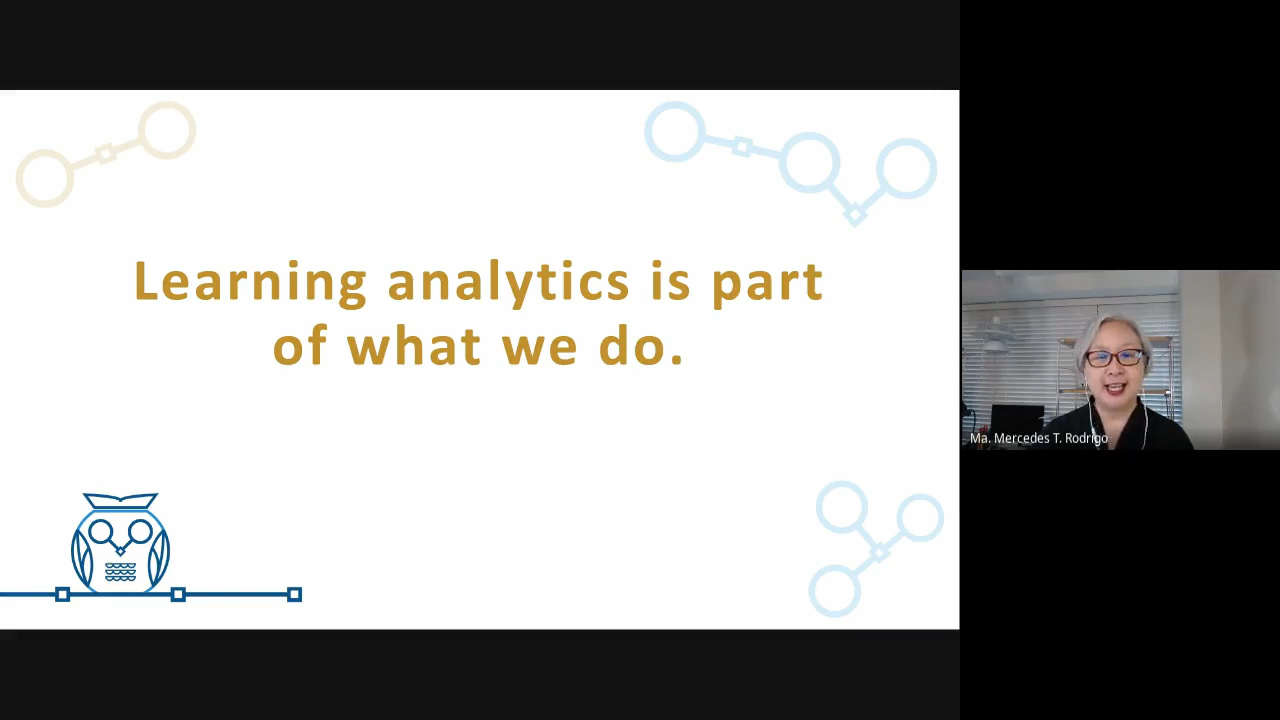 Learning analytics is part
of what we do.
Ma. Mercedes T. Rodrigo